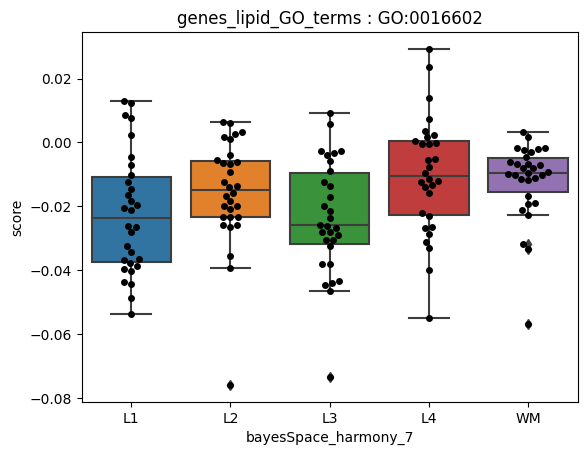 genes_lipid_GO_terms : GO:0016602
0.02
0.00
−0.02
−0.04
−0.06
−0.08
score
L1 L2 L3 L4 WM
bayesSpace_harmony_7